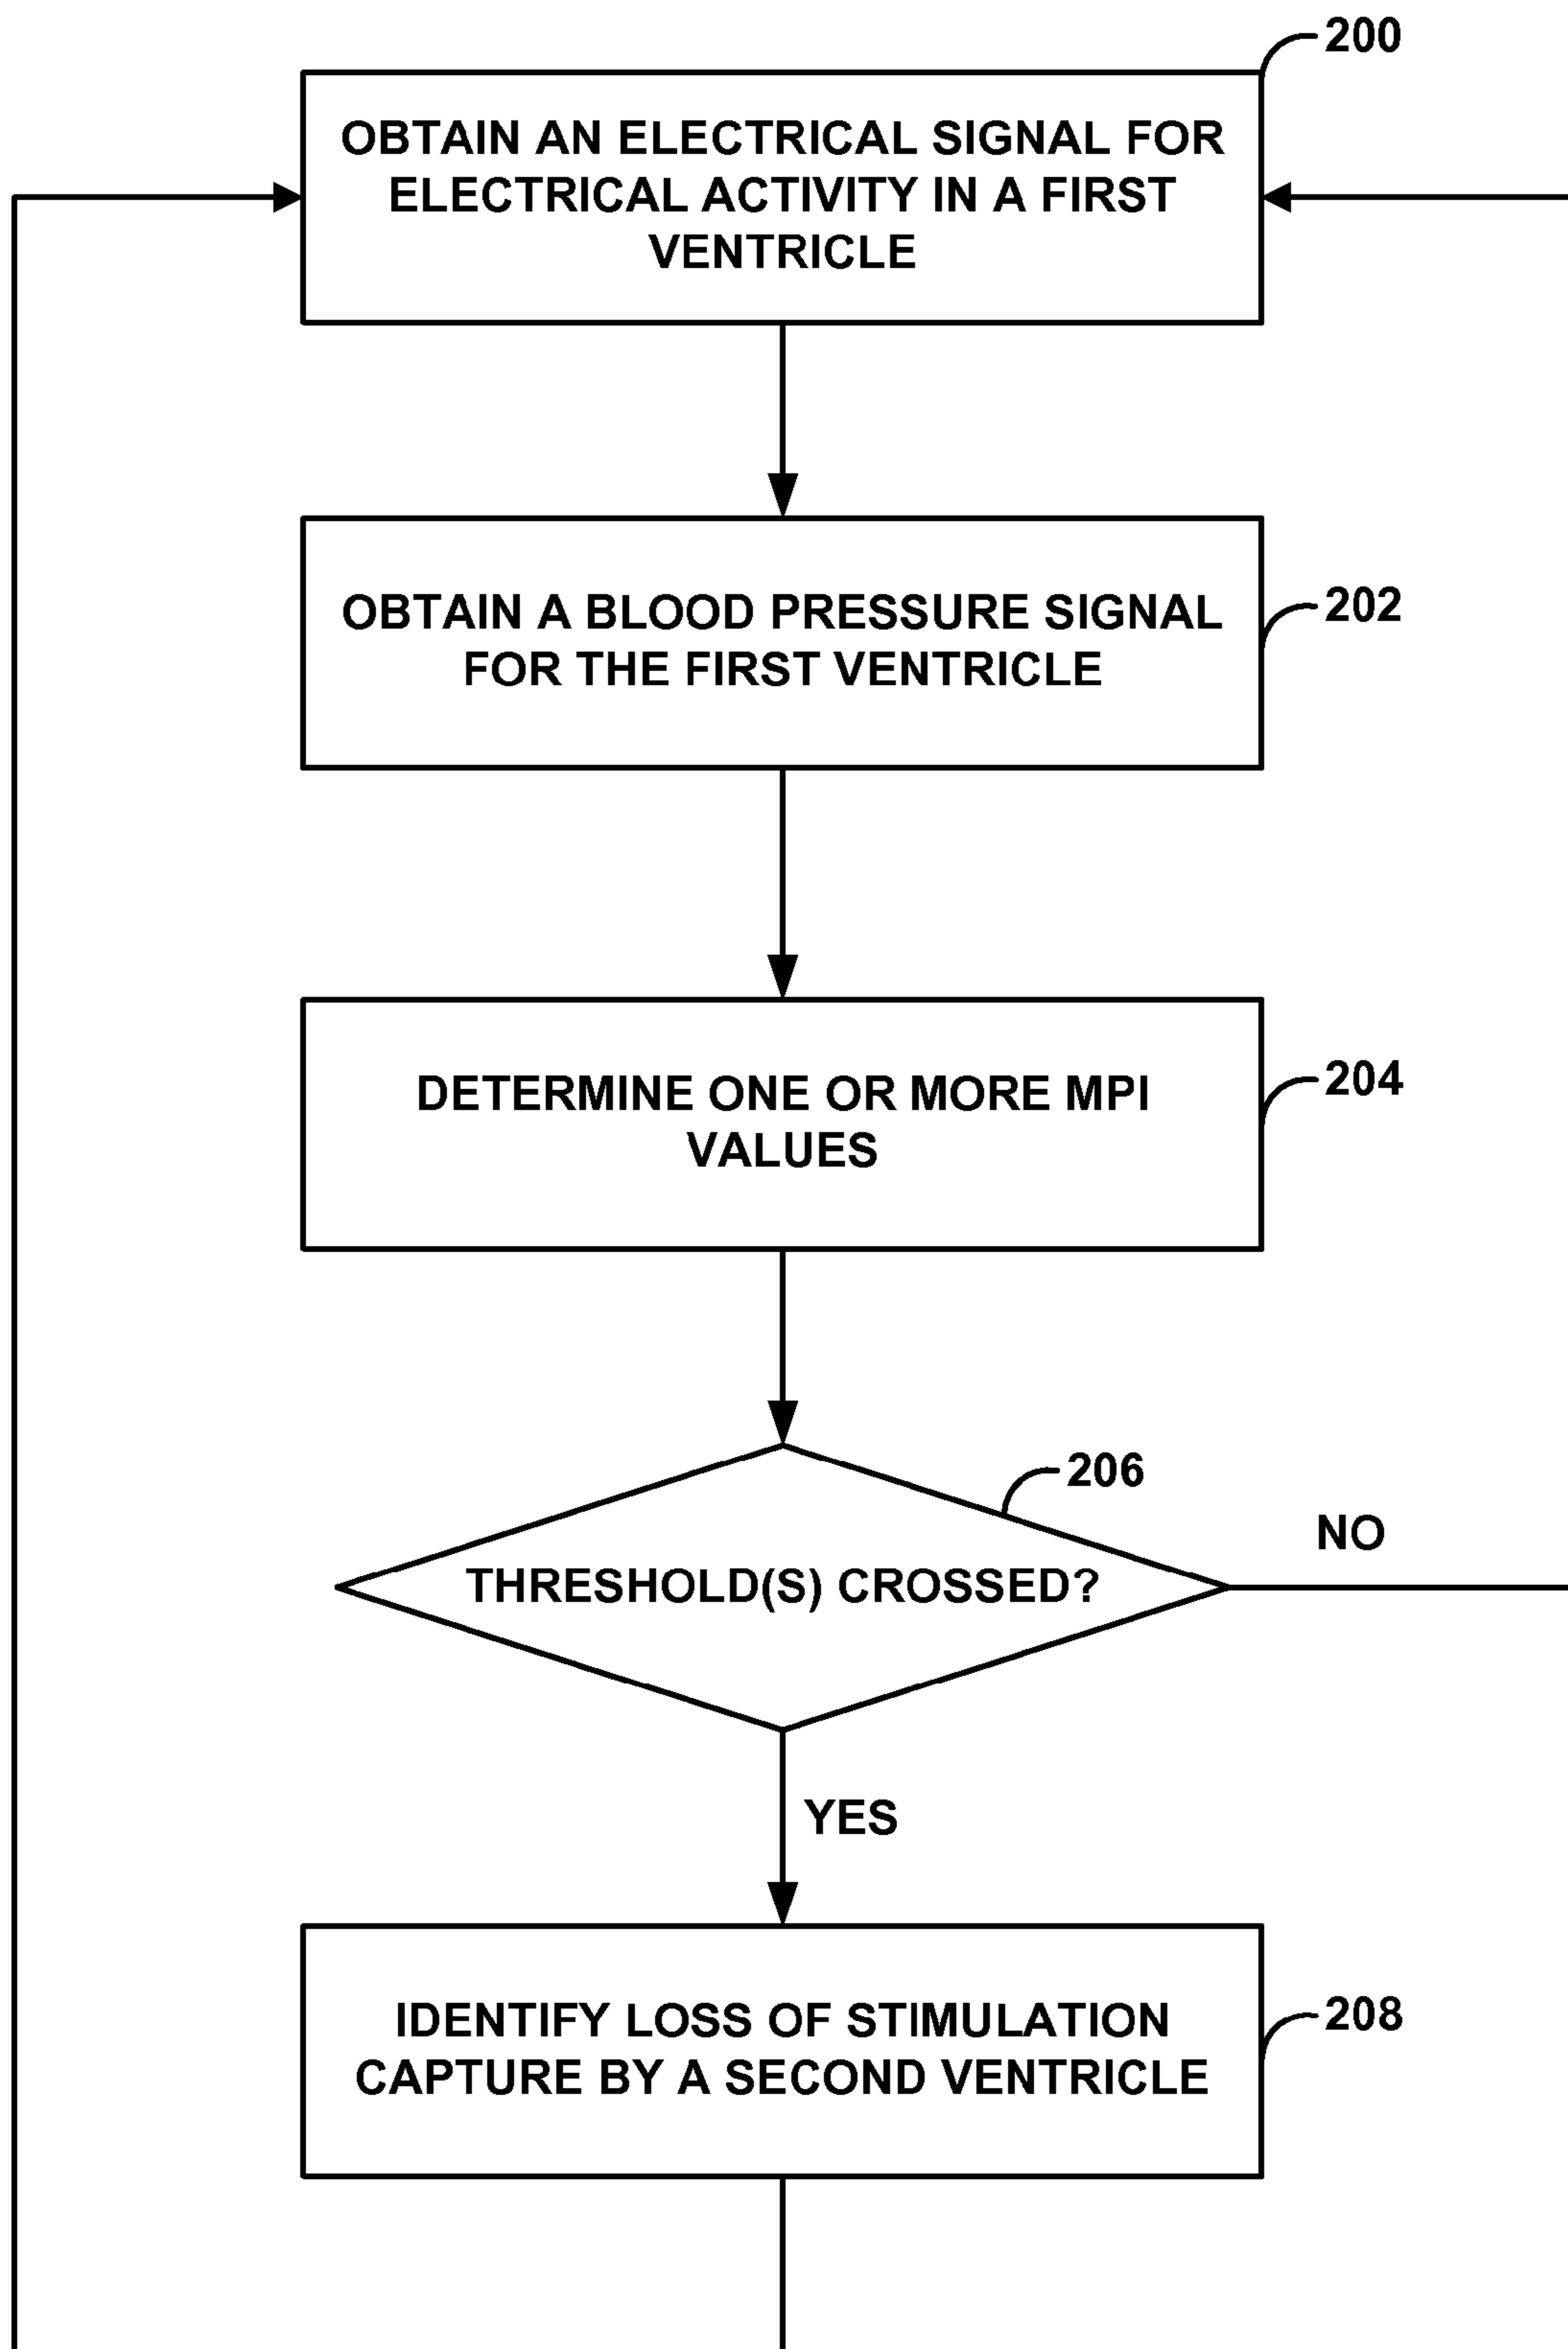 200
OBTAIN AN ELECTRICAL SIGNAL FOR
ELECTRICAL ACTIVITY IN A FIRST
VENTRICLE
202
OBTAIN A BLOOD PRESSURE SIGNAL
FOR THE FIRST VENTRICLE
204
DETERMINE ONE OR MORE MPI
VALUES
206
THRESHOLD(S) CROSSED?
NO
YES
208
IDENTIFY LOSS OF STIMULATION
CAPTURE BY A SECOND VENTRICLE